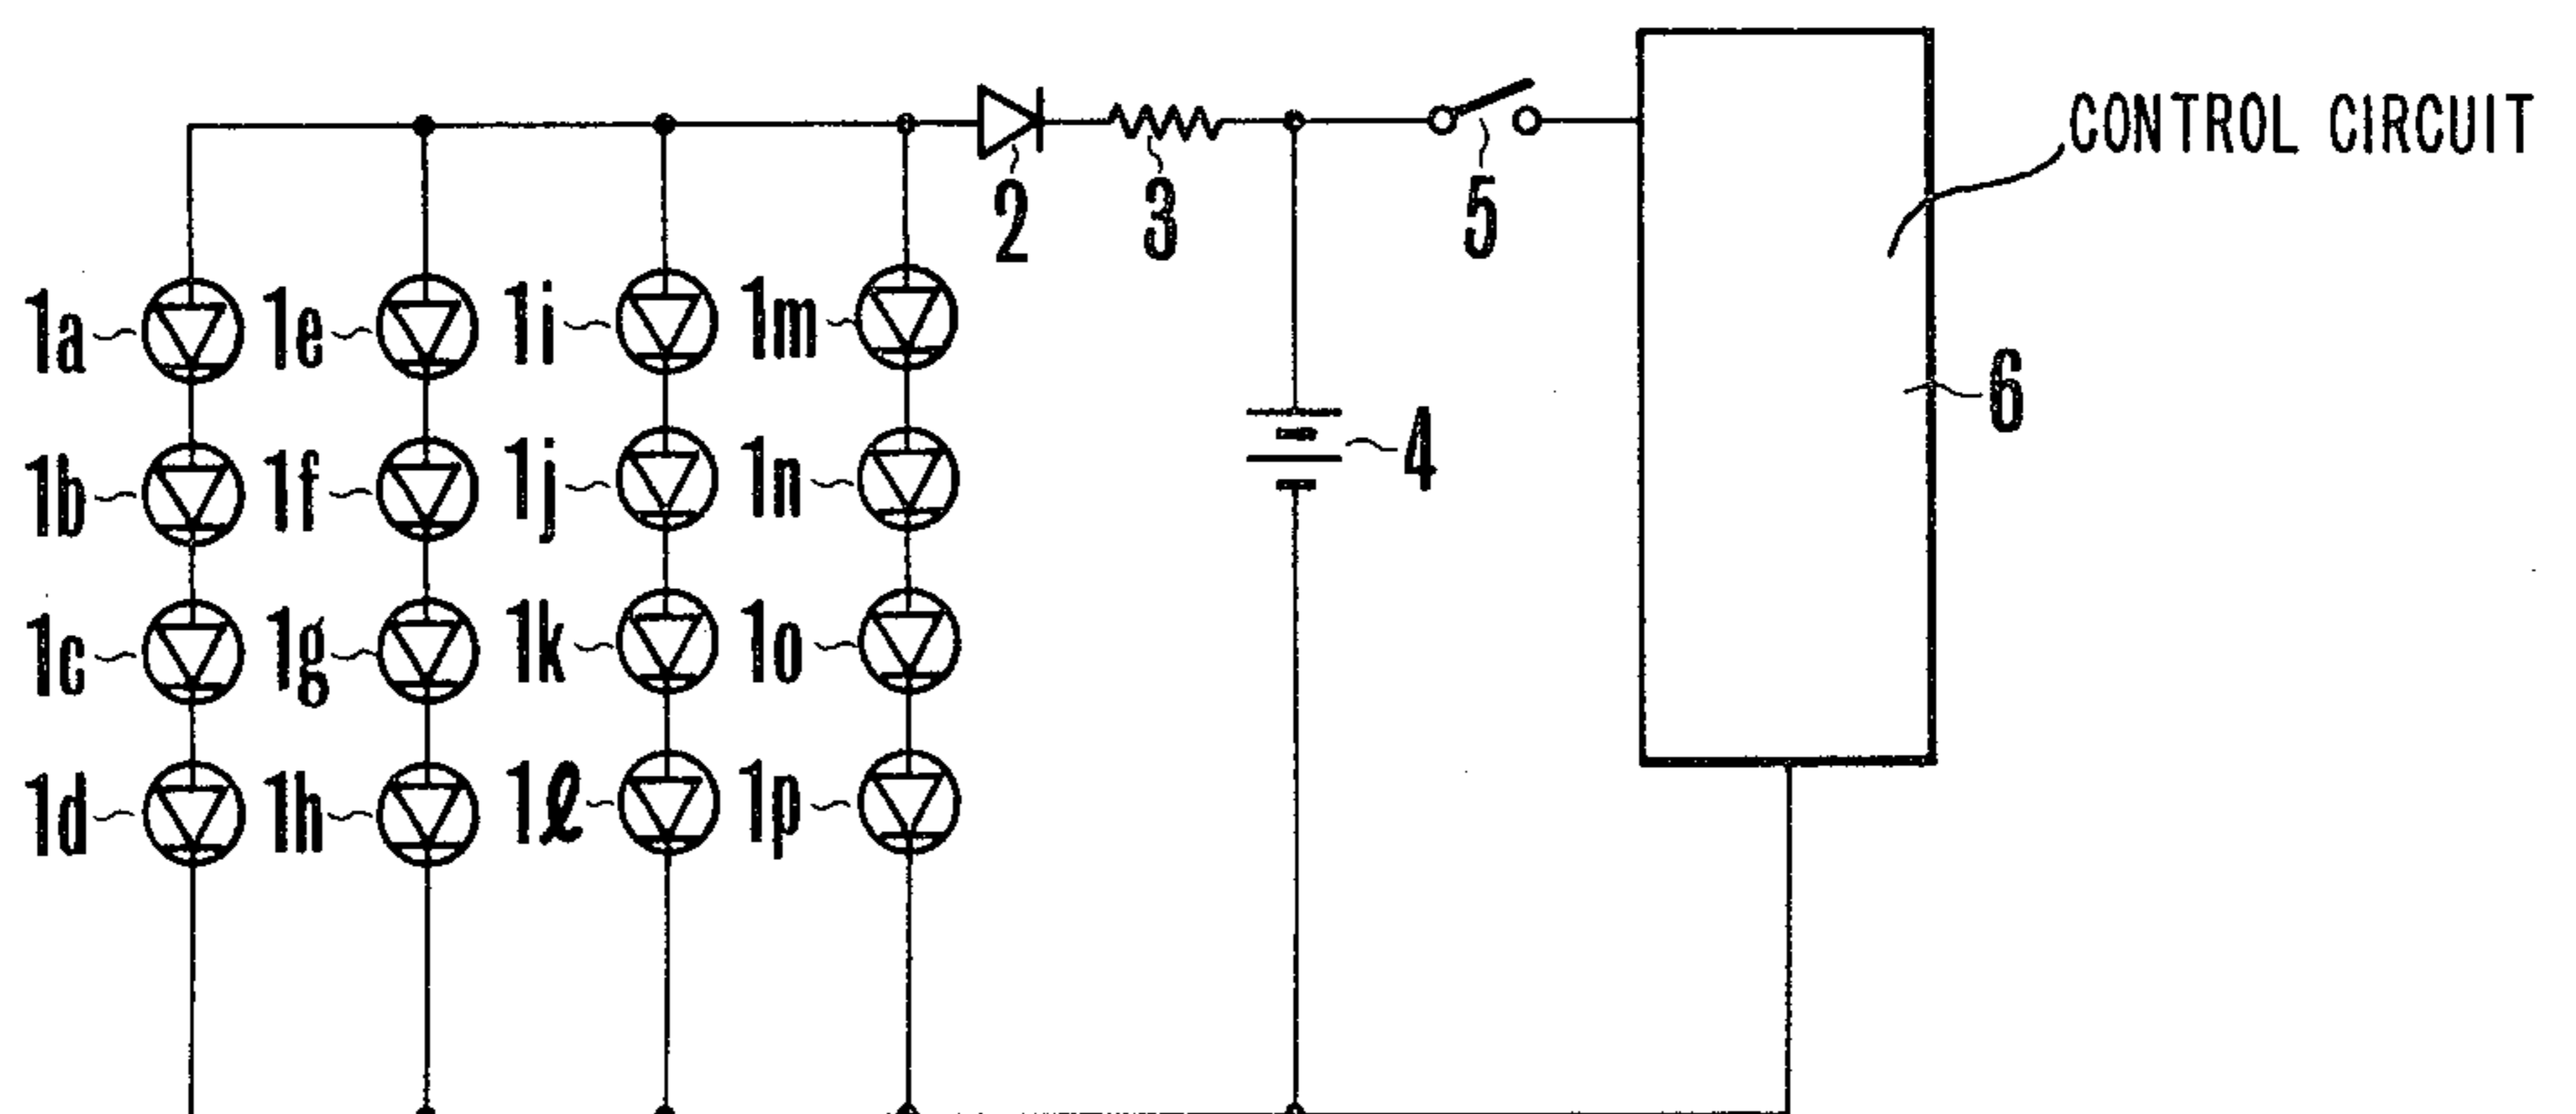 CONTROL CIRCUIT
2 3 5
1a 1e 1i 1m
6
1b 1f 1j 1n 4
1c 1g 1k 1o
1d 1h 1ℓ 1p